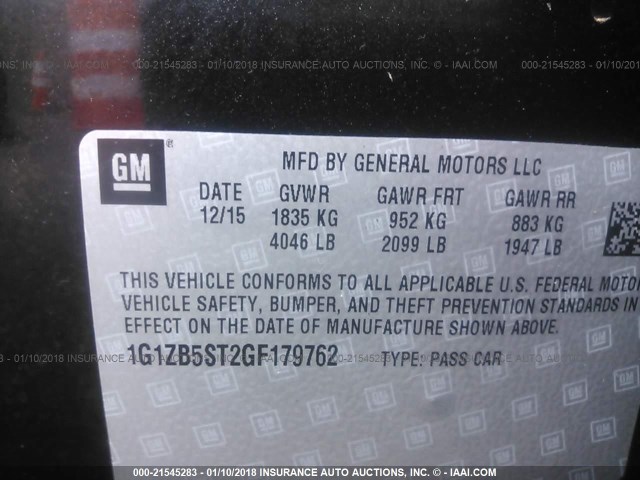 000-21545283 - 01/10/2018 INSURANCE AUTO AUCTIONS, INC. © - IAAI.COM
GM ®
MFD BY GENERAL MOTORS LLC
DATE GVWR GAWR FRT GAWR RR
12/15 1835 KG 952 KG 883 KG
4046 LB 2099 LB 1947 LB
THIS VEHICLE CONFORMS TO ALL APPLICABLE U.S. FEDERAL MOTOR
VEHICLE SAFETY, BUMPER, AND THEFT PREVENTION STANDARDS IN
EFFECT ON THE DATE OF MANUFACTURE SHOWN ABOVE.
1G1ZB5ST2GF179762 TYPE: PASS CAR
000-21545283 - 01/10/2018 INSURANCE AUTO AUCTIONS, INC. © - IAAI.COM